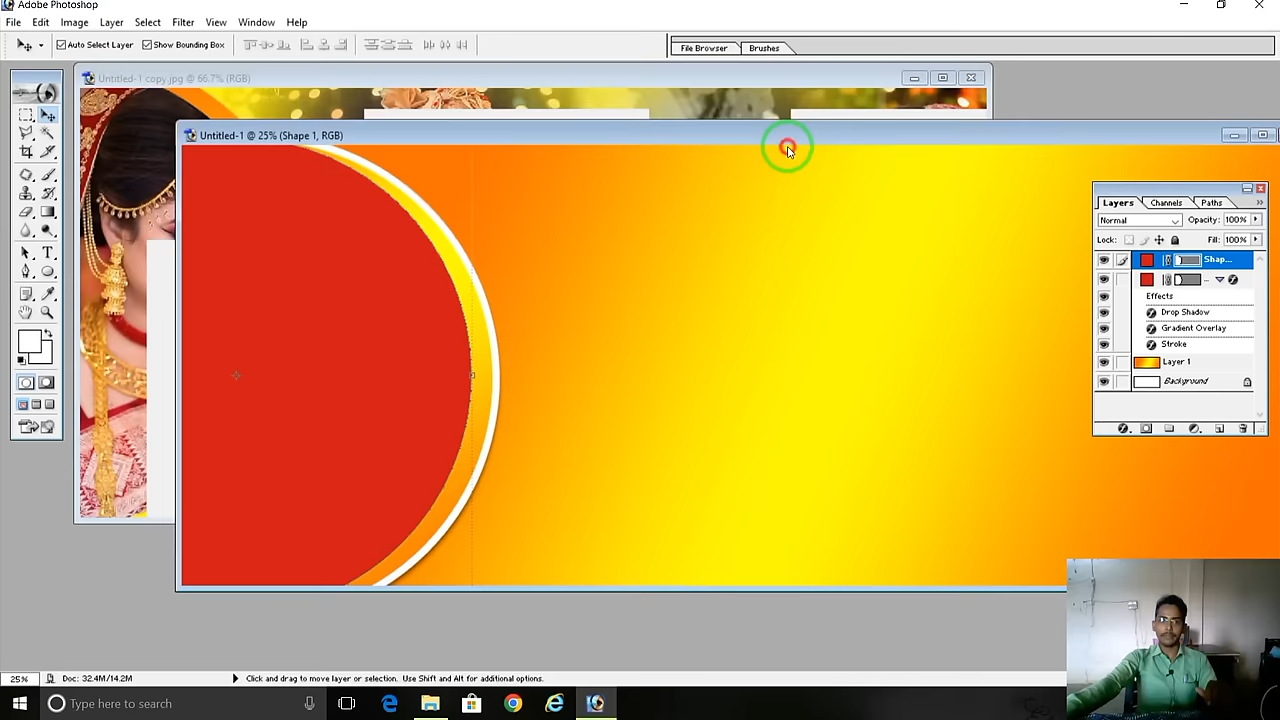 Adobe Photoshop
File Edit Image Layer Select Filter View Window Help
Auto Select Layer Show Bounding Box
File Browser Brushes
Untitled-1 copy.jpg @ 66.7% (RGB)
Untitled-1 @ 25% (Shape 1, RGB)
Layers Channels Paths
Normal Opacity: 100%
Lock: Fill: 100%
Shap...
...
Effects
Drop Shadow
Gradient Overlay
Stroke
Layer 1
Background
T
25% Doc: 32.4M/14.2M Click and drag to move layer or selection. Use Shift and Alt for additional options.
Type here to search